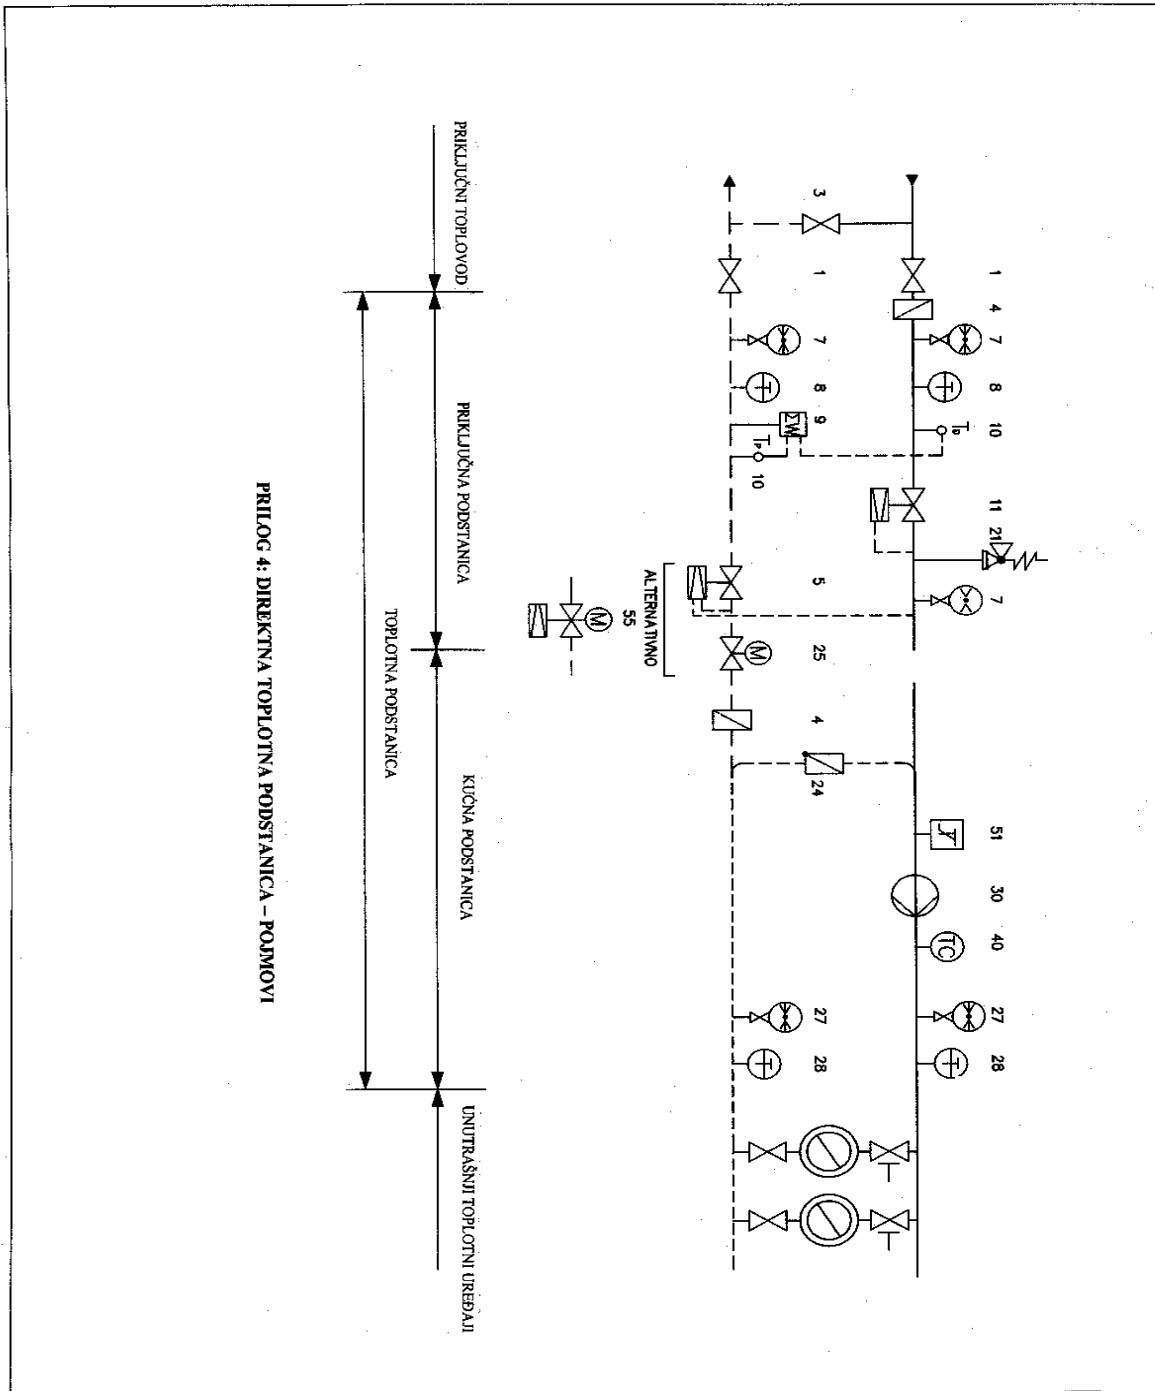 1 4 7 8 10 11 21 7 51 30 40 27 28
T_P
TC
3 1 7 8 9 5 25 4 24 27 28
ΣW
T_P
10
M
ALTERNATIVNO
55
M
PRIKLJUČNI TOPLOVOD
PRIKLJUČNA PODSTANICA
KUĆNA PODSTANICA
UNUTRAŠNJI TOPLOTNI UREĐAJI
TOPLOTNA PODSTANICA
PRILOG 4: DIREKTNA TOPLOTNA PODSTANICA – POJMOVI